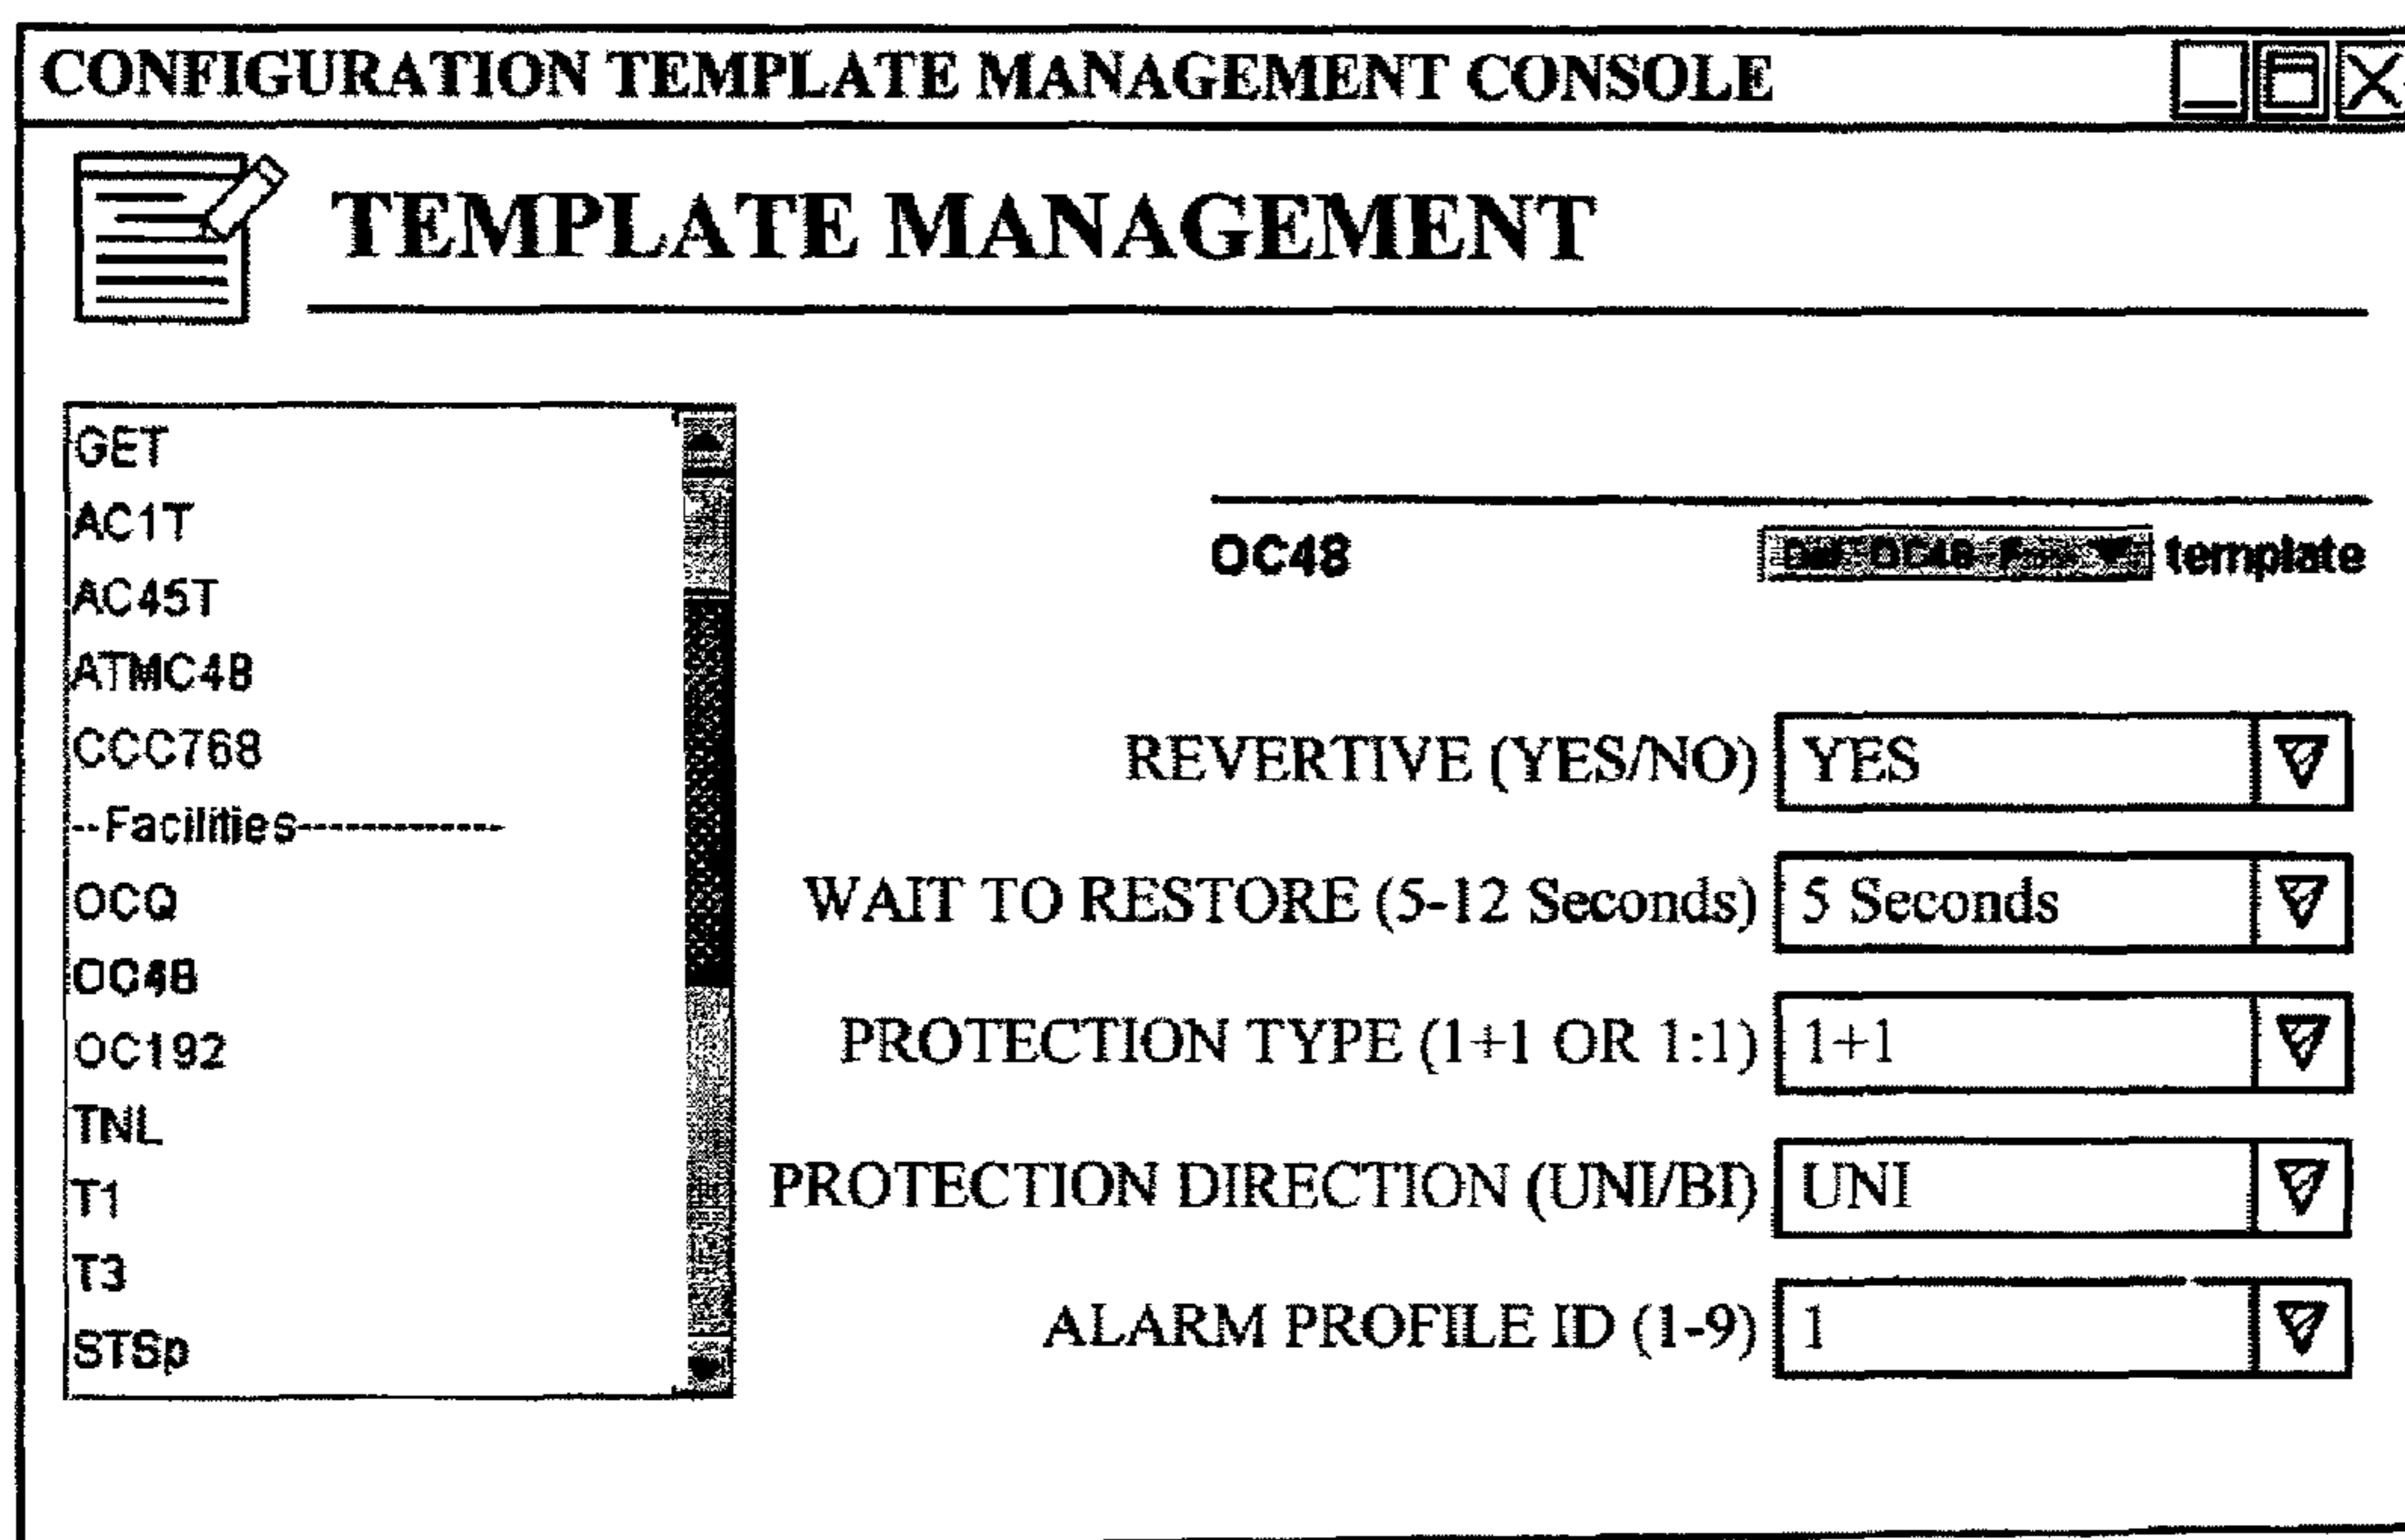 CONFIGURATION TEMPLATE MANAGEMENT CONSOLE
TEMPLATE MANAGEMENT
GET
AC1T
AC45T
ATMC48
CCC768
--Facilities------------
OCQ
OC48
OC192
TNL
T1
T3
STSp
OC48 OC48 template
REVERTIVE (YES/NO) YES
WAIT TO RESTORE (5-12 Seconds) 5 Seconds
PROTECTION TYPE (1+1 OR 1:1) 1+1
PROTECTION DIRECTION (UNI/BI) UNI
ALARM PROFILE ID (1-9) 1